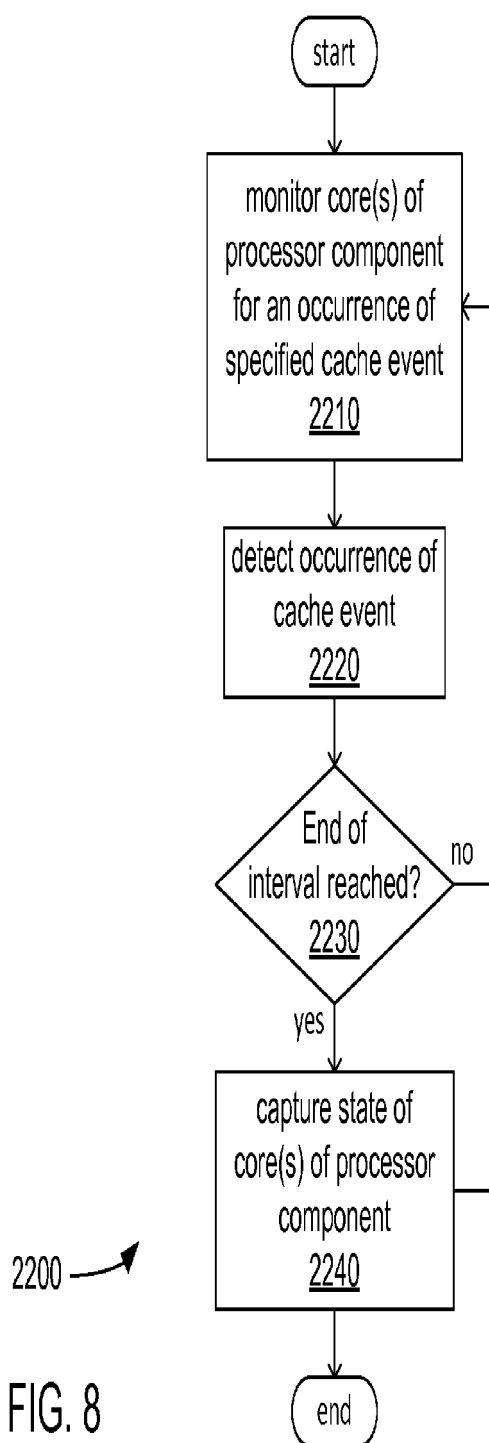 start
monitor core(s) of
processor component
for an occurrence of
specified cache event
2210
detect occurrence of
cache event
2220
End of
interval reached?
2230
no
yes
capture state of
core(s) of processor
component
2240
2200
end
FIG. 8